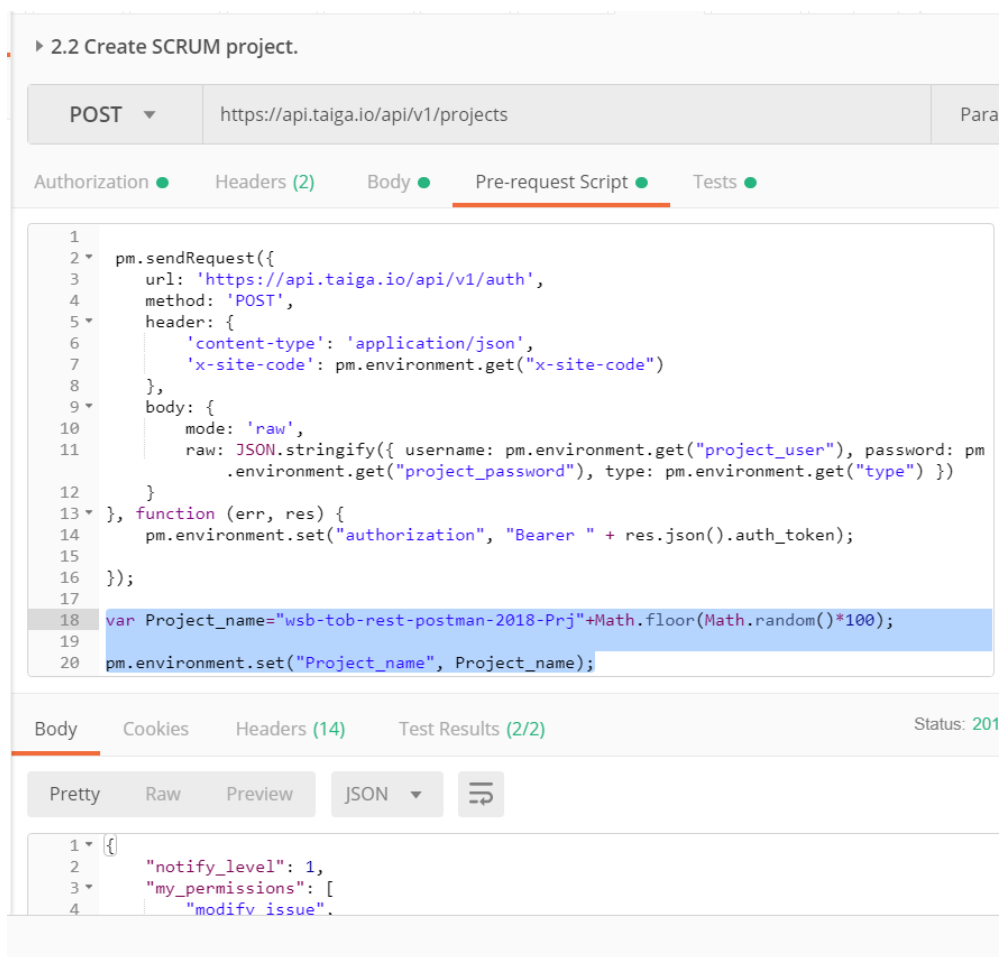 2.2 Create SCRUM project.
POST https://api.taiga.io/api/v1/projects Para
Authorization Headers (2) Body Pre-request Script Tests
1
2 pm.sendRequest({
3 url: 'https://api.taiga.io/api/v1/auth',
4 method: 'POST',
5 header: {
6 'content-type': 'application/json',
7 'x-site-code': pm.environment.get("x-site-code")
8 },
9 body: {
10 mode: 'raw',
11 raw: JSON.stringify({ username: pm.environment.get("project_user"), password: pm
.environment.get("project_password"), type: pm.environment.get("type") })
12 }
13 }, function (err, res) {
14 pm.environment.set("authorization", "Bearer " + res.json().auth_token);
15
16 });
17
18 var Project_name="wsb-tob-rest-postman-2018-Prj"+Math.floor(Math.random()*100);
19
20 pm.environment.set("Project_name", Project_name);
Body Cookies Headers (14) Test Results (2/2) Status: 201
Pretty Raw Preview JSON
1 {
2 "notify_level": 1,
3 "my_permissions": [
4 "modify_issue",